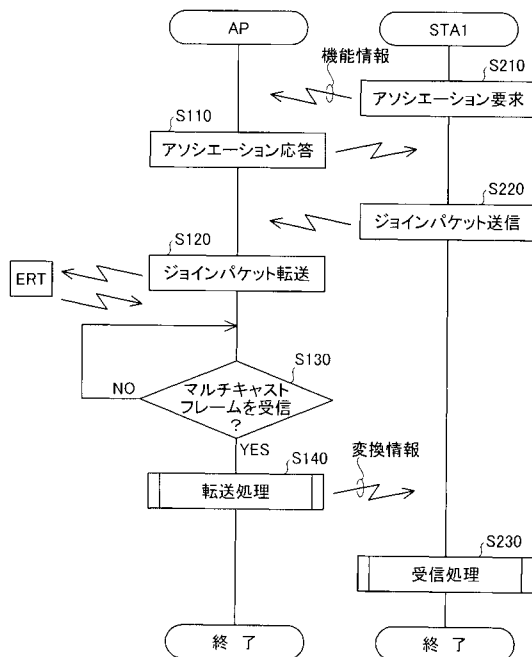 AP
STA1
機能情報
S210
アソシエーション要求
S110
アソシエーション応答
S220
ジョインパケット送信
S120
ERT
ジョインパケット転送
S130
NO
マルチキャスト
フレームを受信
?
YES
S140
変換情報
転送処理
S230
受信処理
終 了
終 了